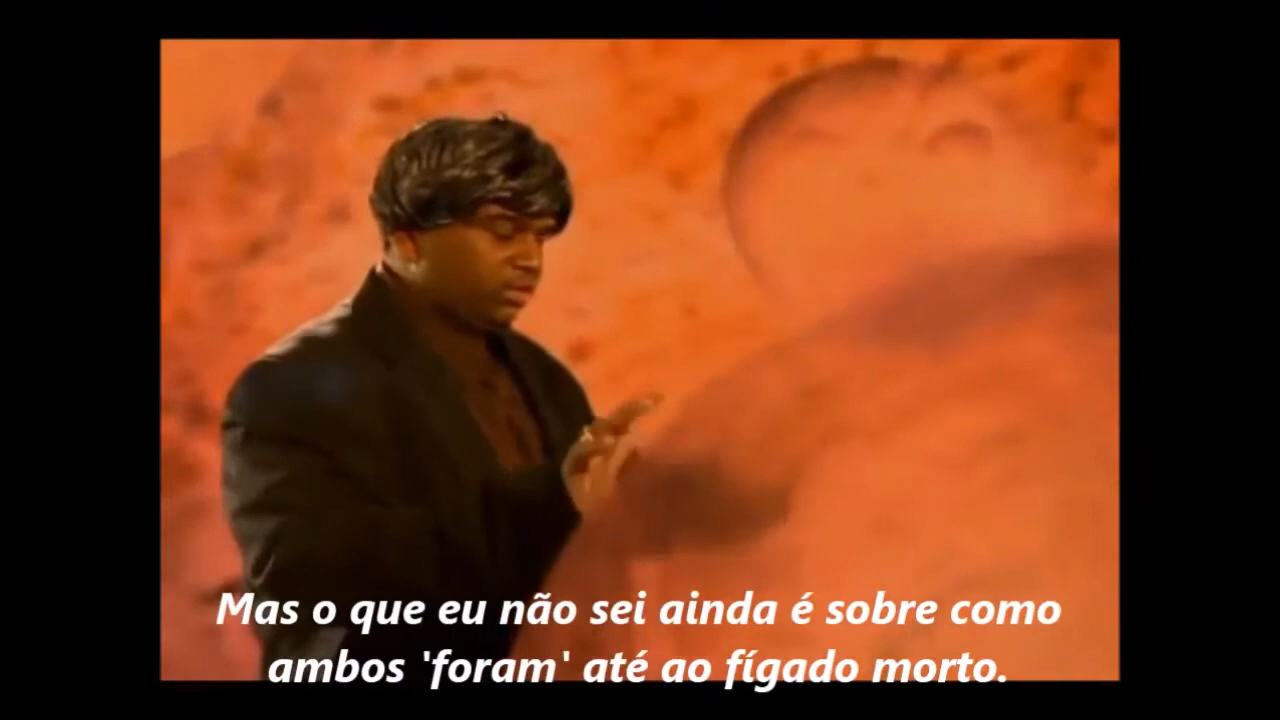 Mas o que eu não sei ainda é sobre como
ambos 'foram' até ao fígado morto.